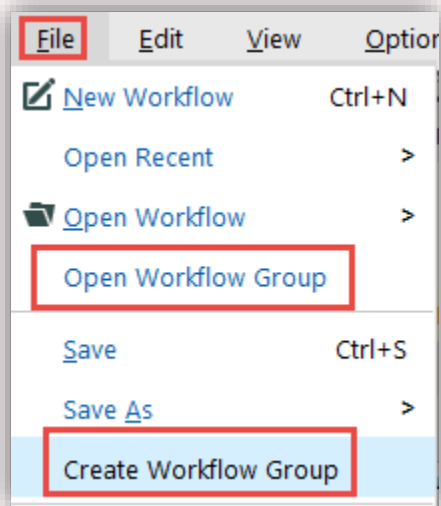 File Edit View Optior
New Workflow Ctrl+N
Open Recent >
Open Workflow >
Open Workflow Group
Save Ctrl+S
Save As >
Create Workflow Group